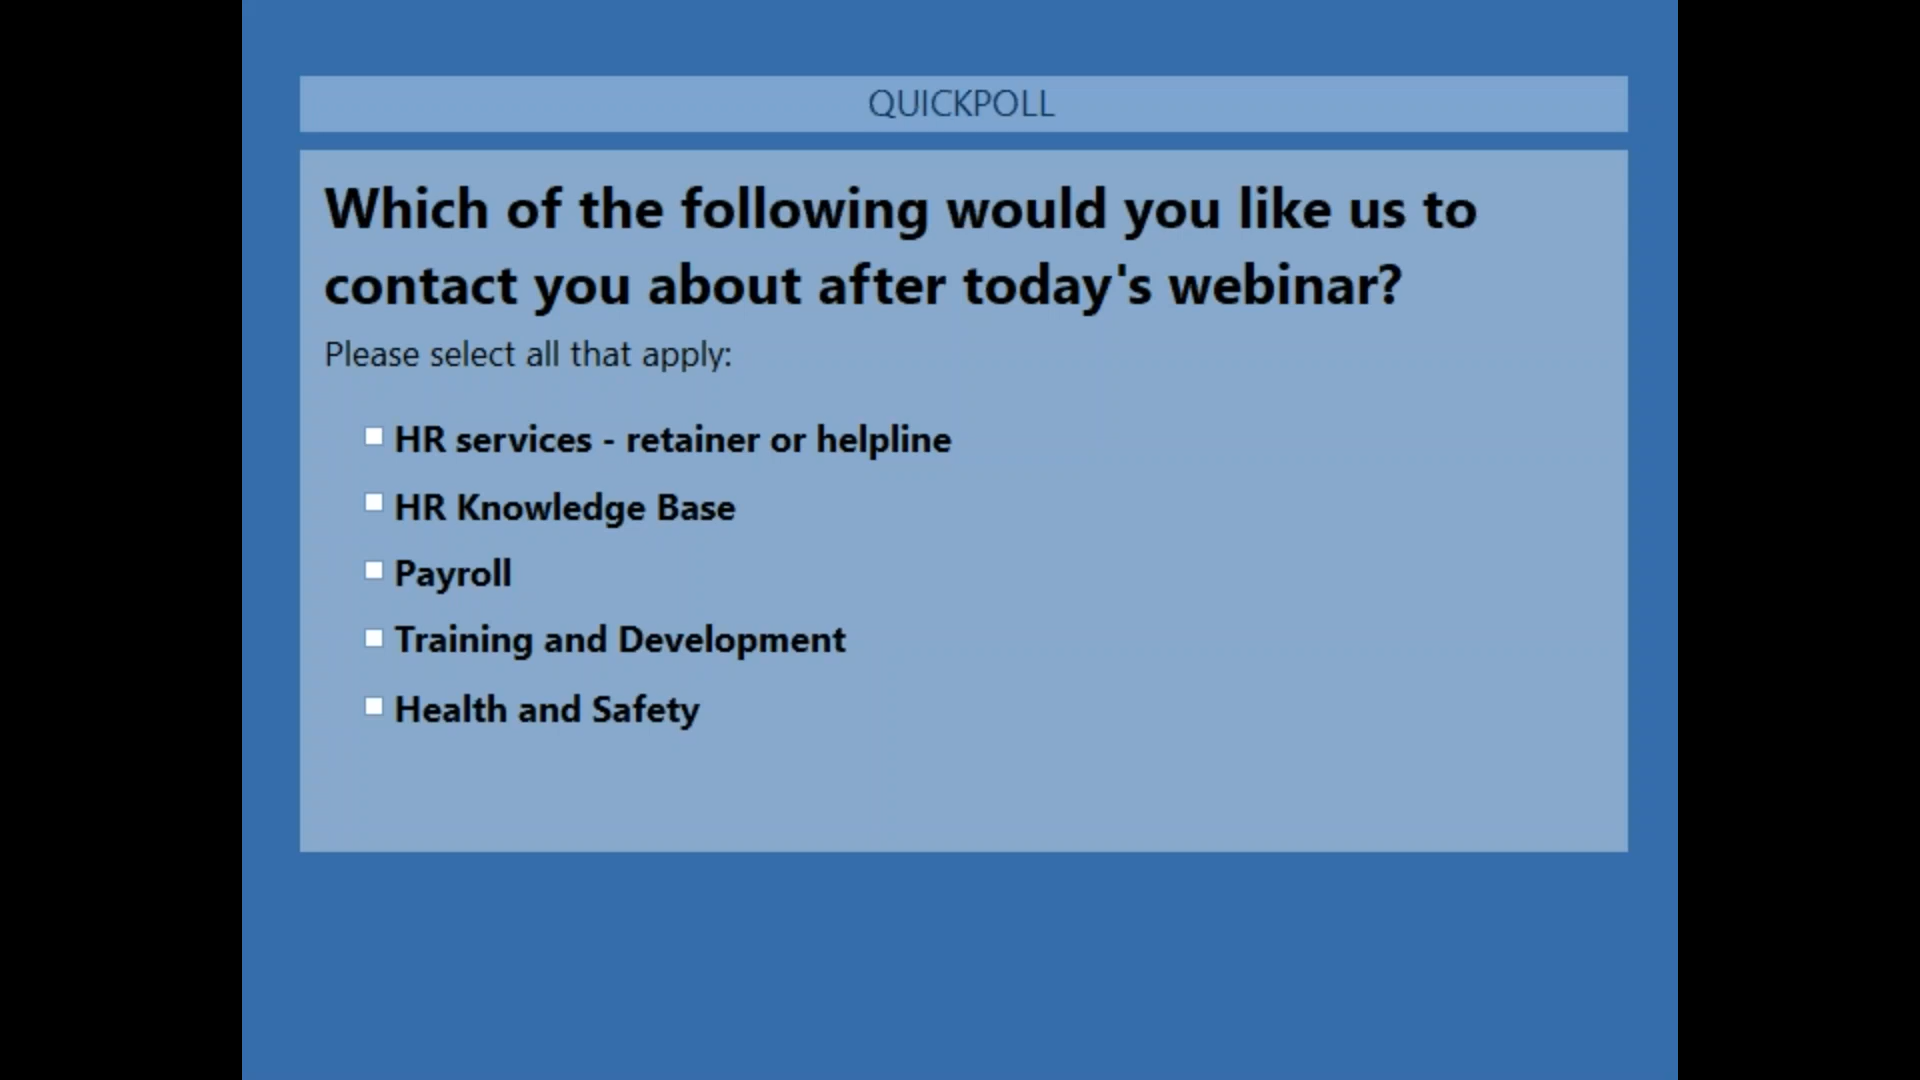 QUICKPOLL
Which of the following would you like us to
contact you about after today's webinar?
Please select all that apply:
HR services - retainer or helpline
HR Knowledge Base
Payroll
Training and Development
Health and Safety